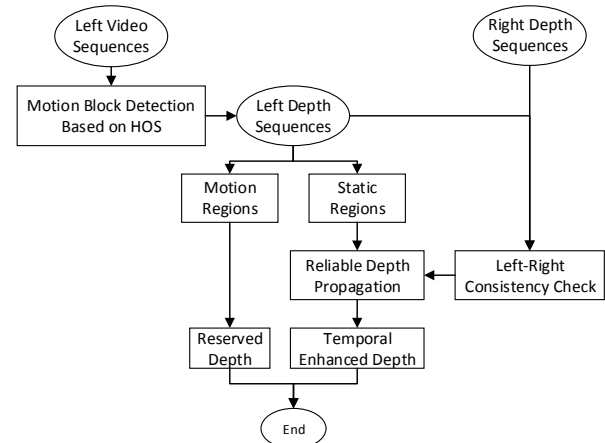 Left Video
Sequences
Right Depth
Sequences
Motion Block Detection
Based on HOS
Left Depth
Sequences
Motion
Regions
Static
Regions
Reliable Depth
Propagation
Left-Right
Consistency Check
Reserved
Depth
Temporal
Enhanced Depth
End